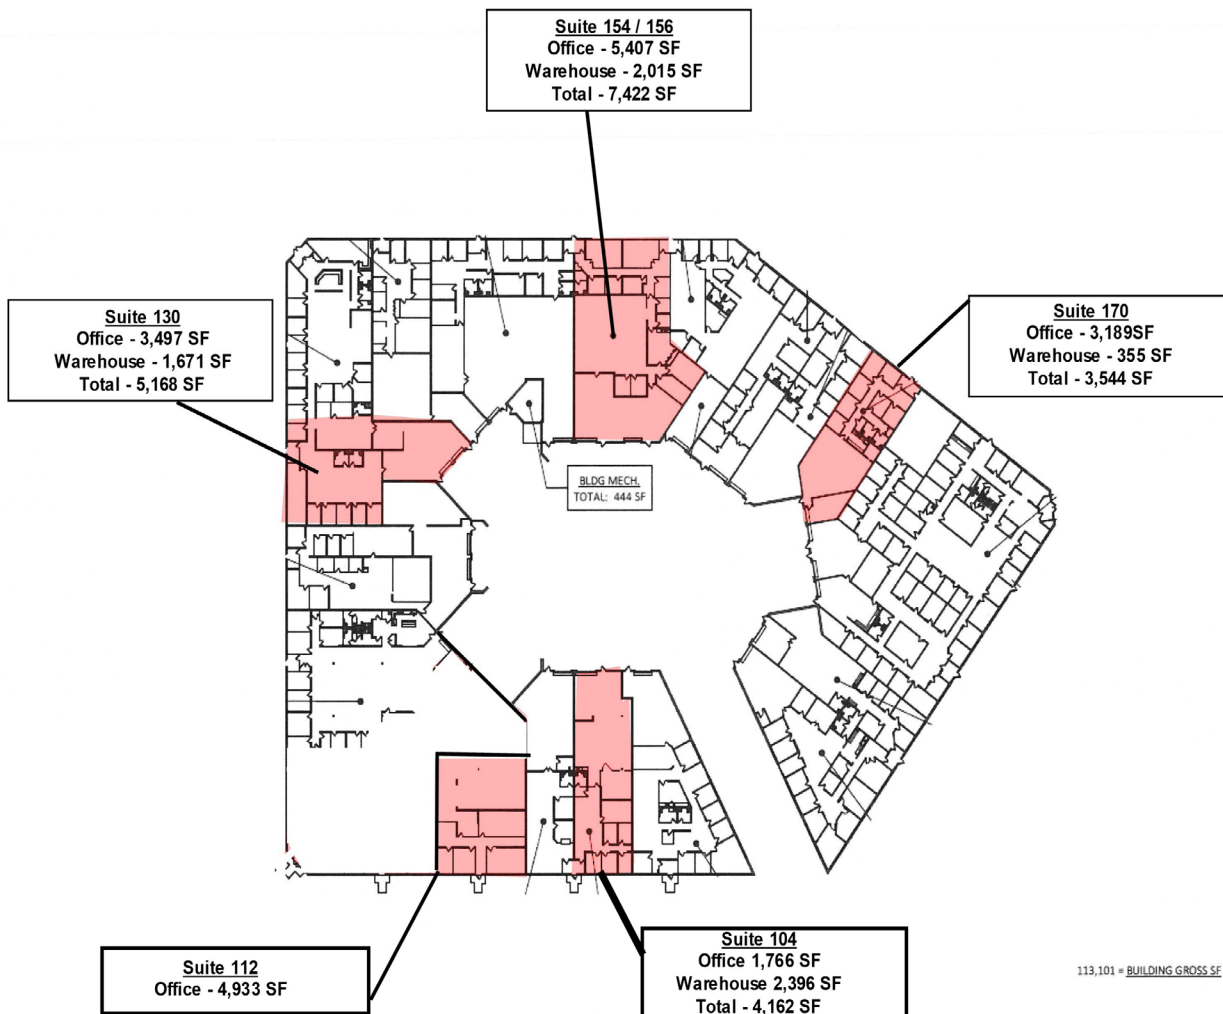 Suite 154 / 156
Office - 5,407 SF
Warehouse - 2,015 SF
Total - 7,422 SF
Suite 130
Office - 3,497 SF
Warehouse - 1,671 SF
Total - 5,168 SF
Suite 170
Office - 3,189SF
Warehouse - 355 SF
Total - 3,544 SF
BLDG MECH.
TOTAL: 444 SF
Suite 112
Office - 4,933 SF
Suite 104
Office 1,766 SF
Warehouse 2,396 SF
Total - 4,162 SF
113,101 = BUILDING GROSS SF